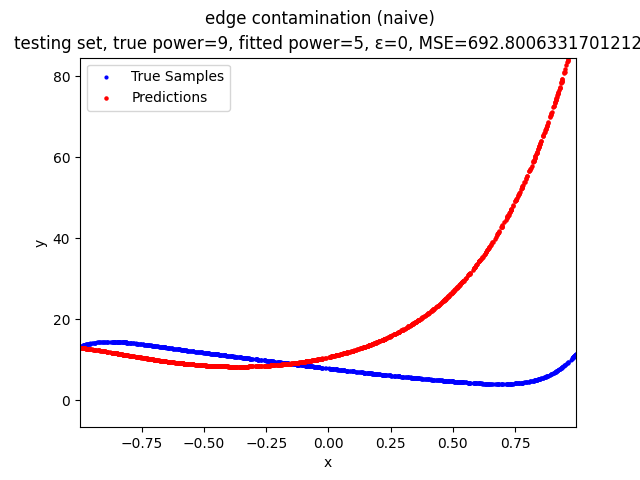 edge contamination (naive)
testing set, true power=9, fitted power=5, ε=0, MSE=692.8006331701212
True Samples
Predictions
80
60
40
20
0
y
−0.75 −0.50 −0.25 0.00 0.25 0.50 0.75
x